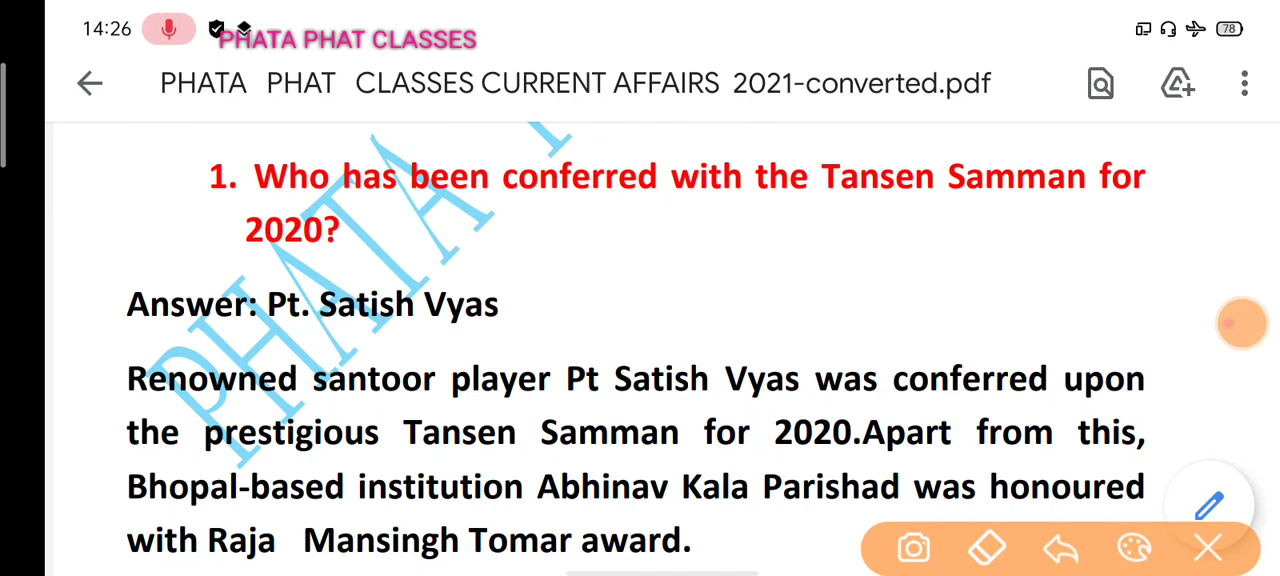 14:26
PHATA PHAT CLASSES
78
PHATA PHAT CLASSES CURRENT AFFAIRS 2021-converted.pdf
1. Who has been conferred with the Tansen Samman for
2020?
Answer: Pt. Satish Vyas
Renowned santoor player Pt Satish Vyas was conferred upon
the prestigious Tansen Samman for 2020.Apart from this,
Bhopal-based institution Abhinav Kala Parishad was honoured
with Raja Mansingh Tomar award.
PHATA P